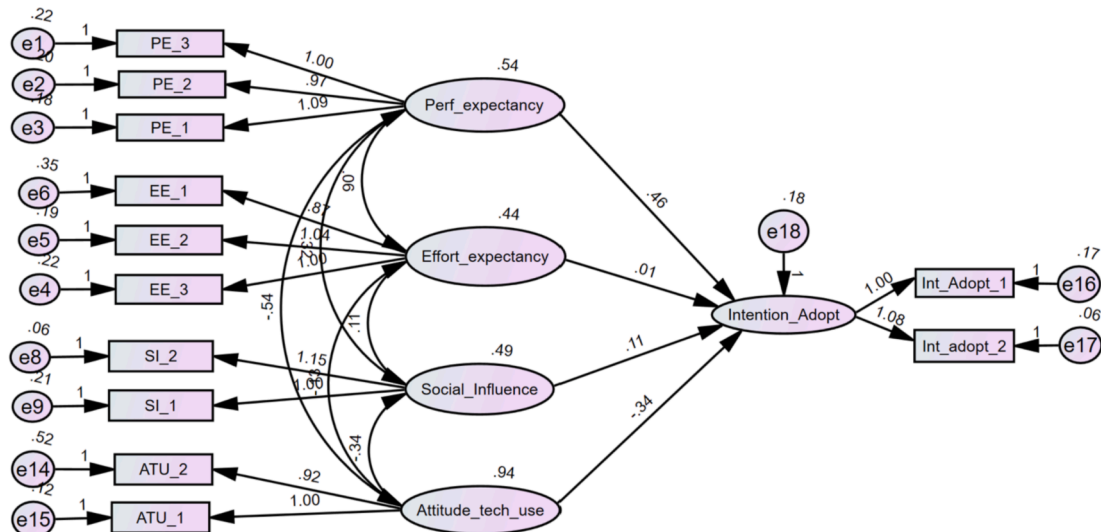 .22
e1
1
PE_3
1.00
.20
e2
1
PE_2
.97
.18
e3
1
PE_1
1.09
.54
Perf_expectancy
.46
.35
e6
1
EE_1
.87
.19
e5
1
EE_2
1.04
.22
e4
1
EE_3
1.00
.44
Effort_expectancy
.01
-.54
.11
.06
e8
1
SI_2
1.15
.21
e9
1
SI_1
1.00
.49
Social_Influence
.11
-.34
.52
e14
1
ATU_2
.92
.12
e15
1
ATU_1
1.00
.94
Attitude_tech_use
-.34
.18
e18
1
Intention_Adopt
1.00
Int_Adopt_1
1
.17
e16
1.08
Int_adopt_2
1
.06
e17